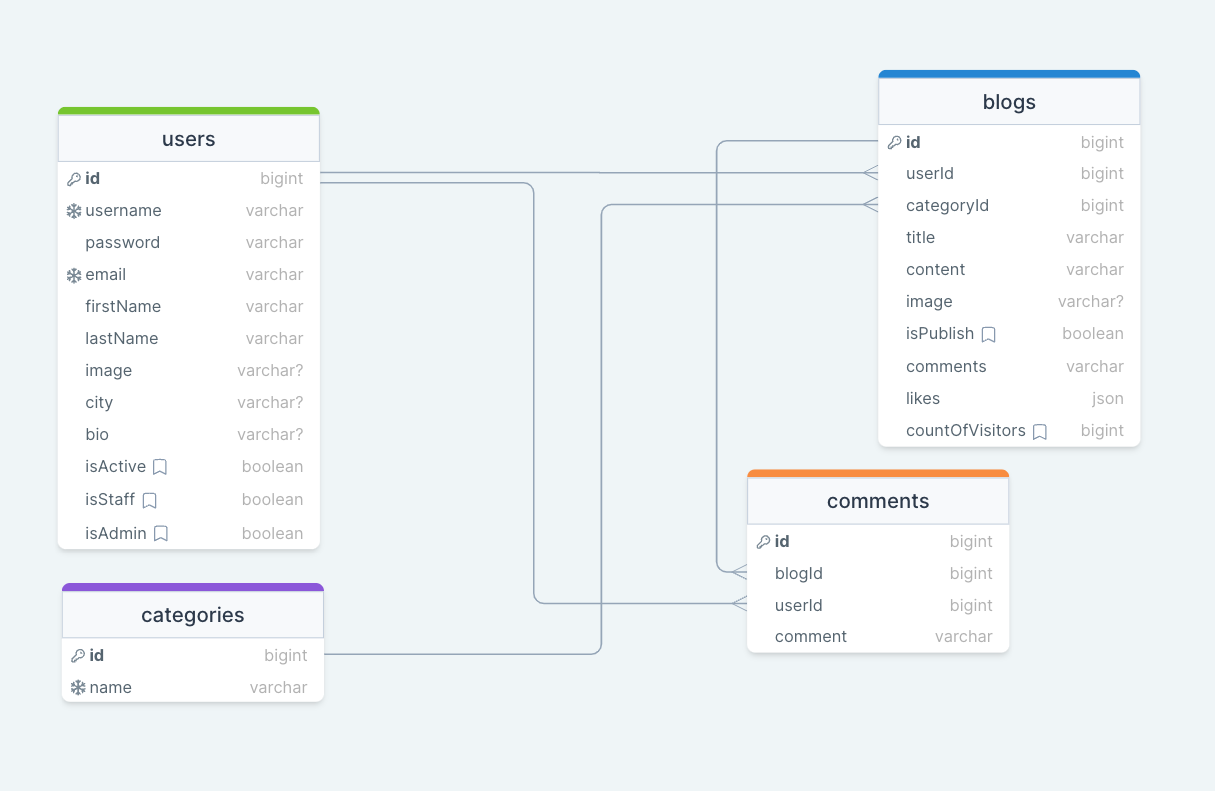 users
id bigint
username varchar
password varchar
email varchar
firstName varchar
lastName varchar
image varchar?
city varchar?
bio varchar?
isActive boolean
isStaff boolean
isAdmin boolean
categories
id bigint
name varchar
blogs
id bigint
userId bigint
categoryId bigint
title varchar
content varchar
image varchar?
isPublish boolean
comments varchar
likes json
countOfVisitors bigint
comments
id bigint
blogId bigint
userId bigint
comment varchar